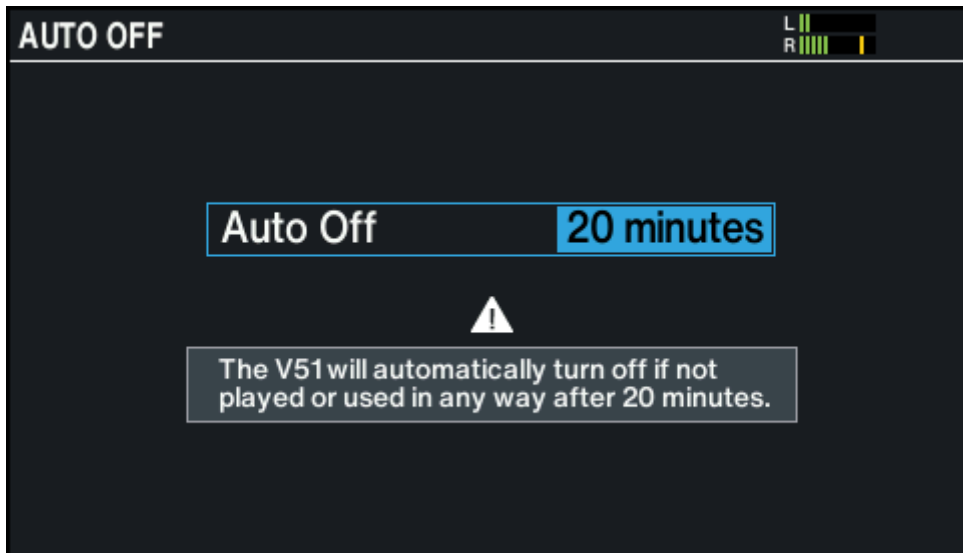 AUTO OFF
L
R
Auto Off 20 minutes
The V51 will automatically turn off if not
played or used in any way after 20 minutes.